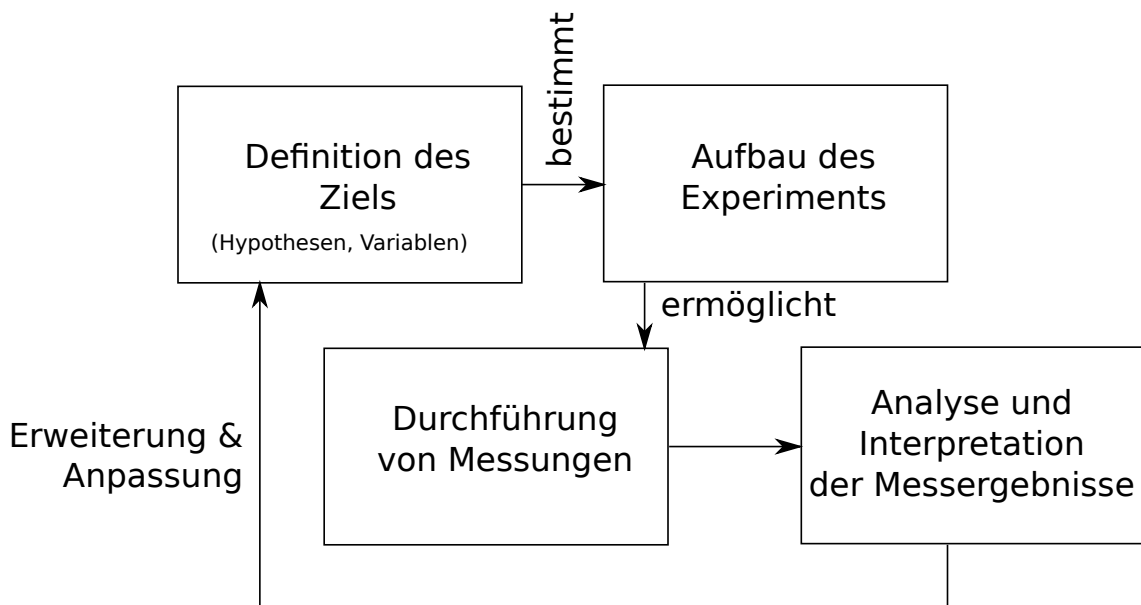 Definition des
Ziels
(Hypothesen, Variablen)
bestimmt
Aufbau des
Experiments
ermöglicht
Durchführung
von Messungen
Analyse und
Interpretation
der Messergebnisse
Erweiterung &
Anpassung